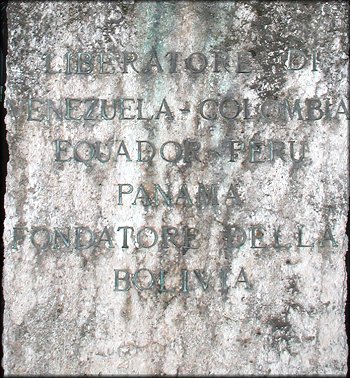 LIBERATORE DI
VENEZUELA-COLOMBIA
EQUADOR-PERU
PANAMA
FONDATORE DELLA
BOLIVIA